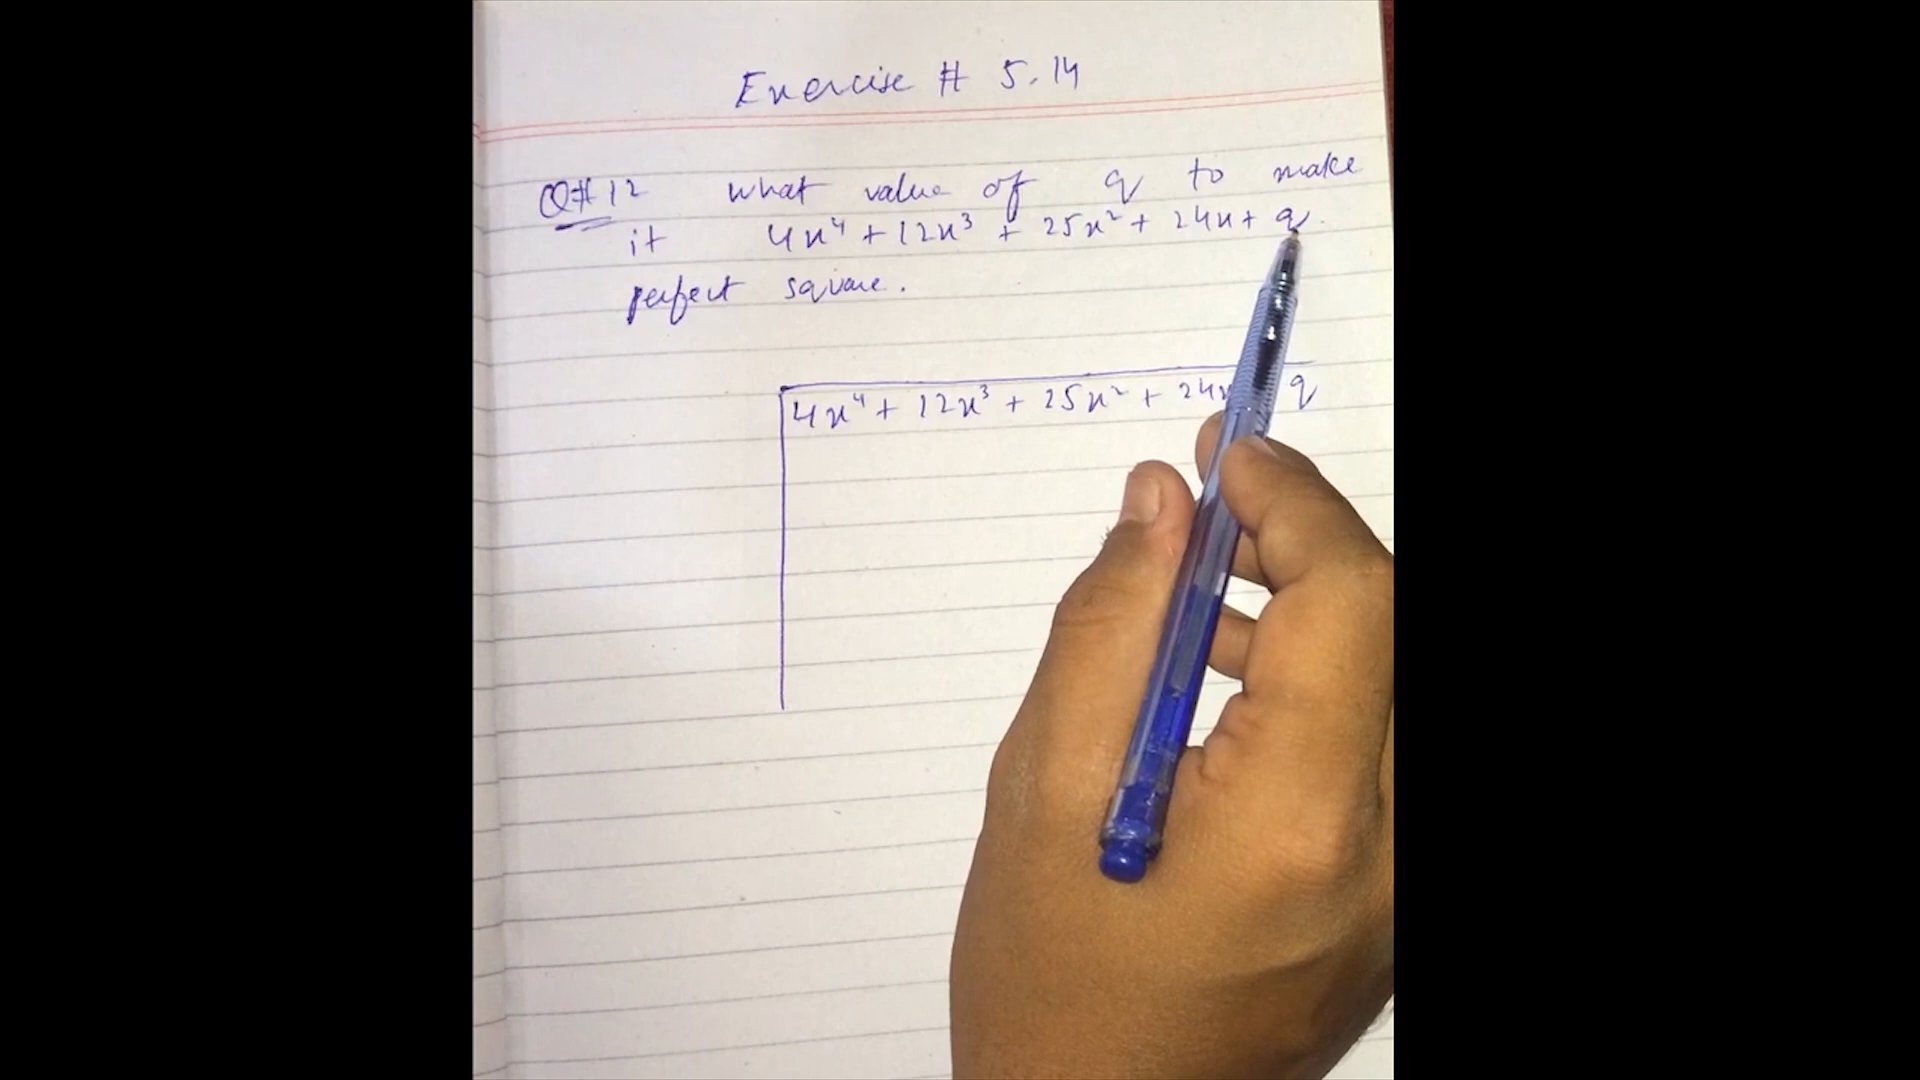 Exercise # 5.14
Q#12 what value of q to make
it 4x⁴ + 12x³ + 25x² + 24x + q.
perfect square.
4x⁴ + 12x³ + 25x² + 24x q